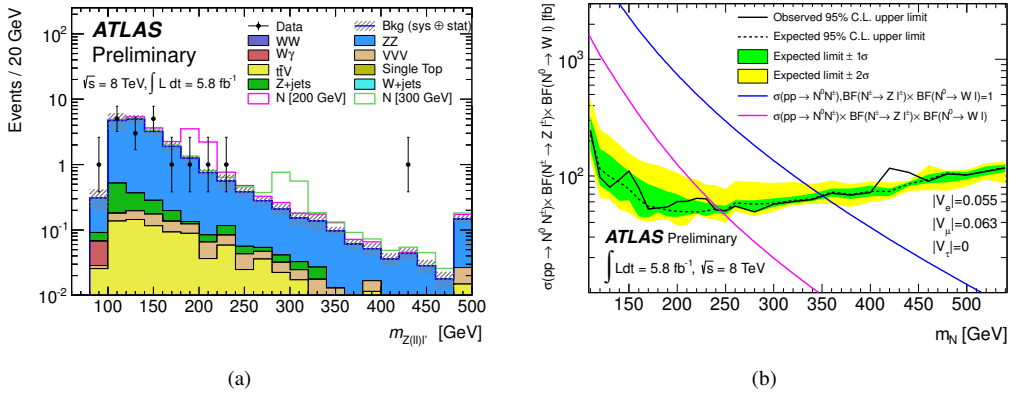 Events / 20 GeV
10²
10
1
10⁻¹
10⁻²
ATLAS
Preliminary
√s = 8 TeV, ∫ L dt = 5.8 fb⁻¹
Data
WW
Wγ
tt̄V
Z+jets
N [200 GeV]
Bkg (sys ⊕ stat)
ZZ
VVV
Single Top
W+jets
N [300 GeV]
100 150 200 250 300 350 400 450 500
m_Z(ll)l' [GeV]
(a)
σ(pp → N⁰ N^±) × BF(N^± → Z l^±) × BF(N⁰ → W l) [fb]
10³
10²
Observed 95% C.L. upper limit
Expected 95% C.L. upper limit
Expected limit ± 1σ
Expected limit ± 2σ
σ(pp → N⁰N^±),BF(N^± → Z l^±)× BF(N⁰ → W l)=1
σ(pp → N⁰N^±)× BF(N^± → Z l^±)× BF(N⁰ → W l)
|V_e|=0.055
|V_μ|=0.063
|V_τ|=0
ATLAS Preliminary
∫ Ldt = 5.8 fb⁻¹, √s = 8 TeV
150 200 250 300 350 400 450 500
m_N [GeV]
(b)